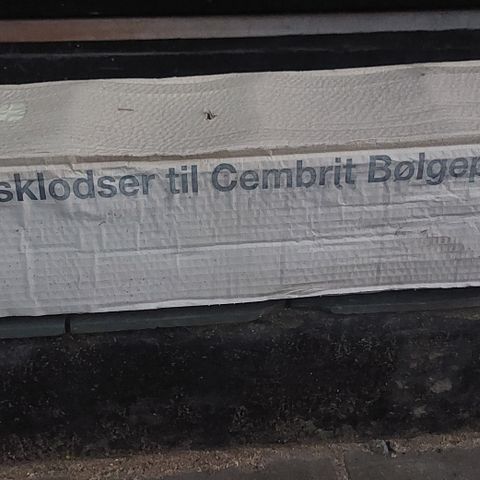 sklodser til Cembrit Bølgep